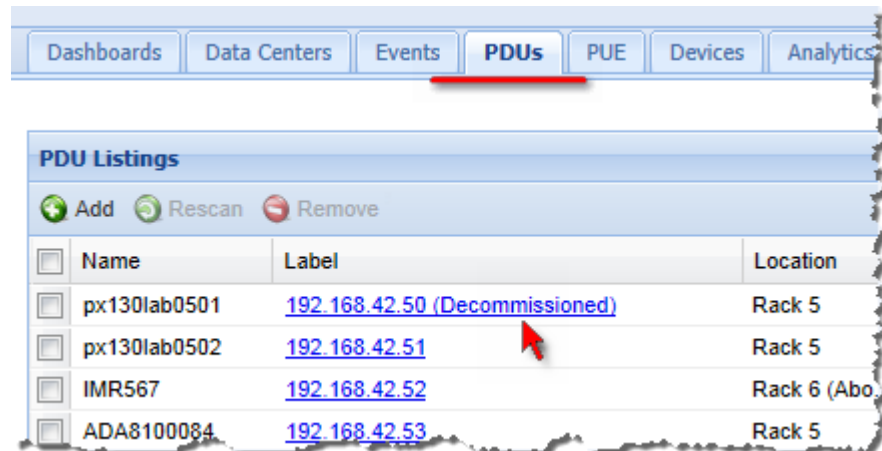 Dashboards Data Centers Events PDUs PUE Devices Analytics
PDU Listings
Add Rescan Remove
Name Label Location
px130lab0501 192.168.42.50 (Decommissioned) Rack 5
px130lab0502 192.168.42.51 Rack 5
IMR567 192.168.42.52 Rack 6 (Abo
ADA8100084 192.168.42.53 Rack 5